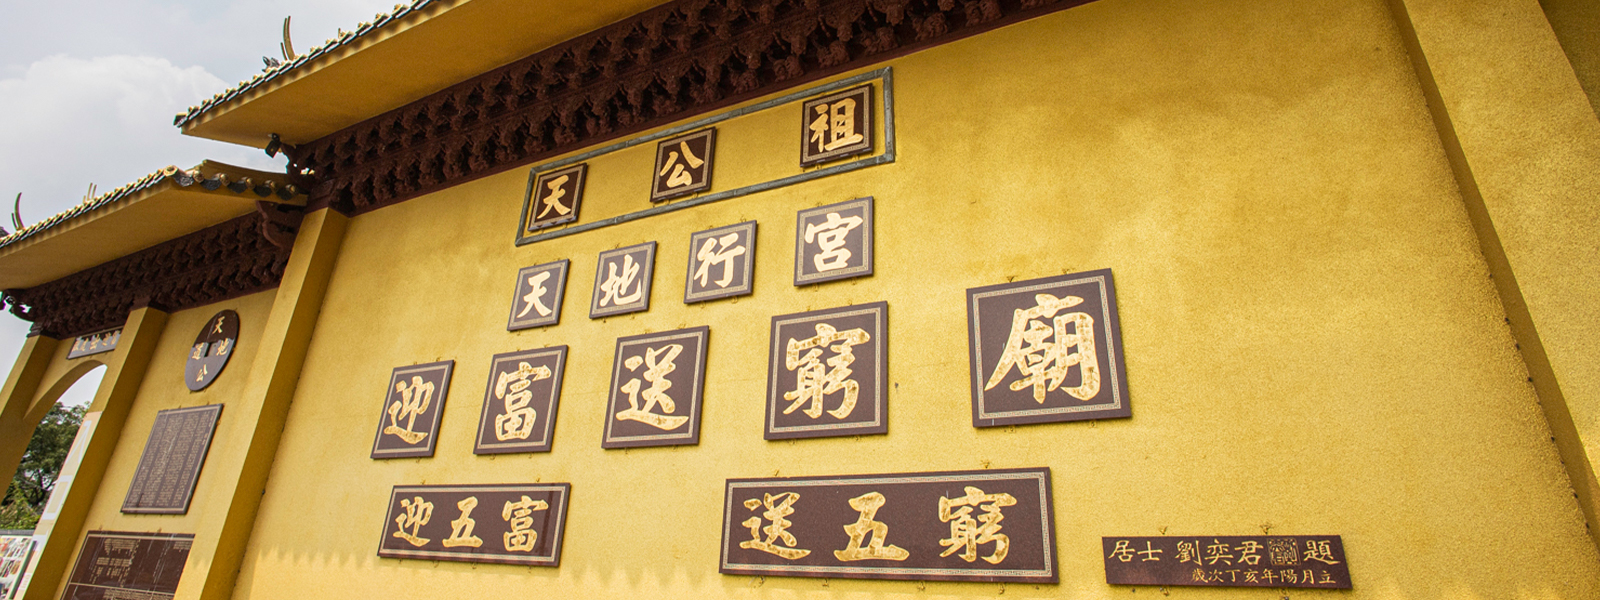 天公祖
天地行宮
迎富送窮廟
迎五富 送五窮
居士 劉奕君 題
歲次丁亥年陽月立
天
道 地
公